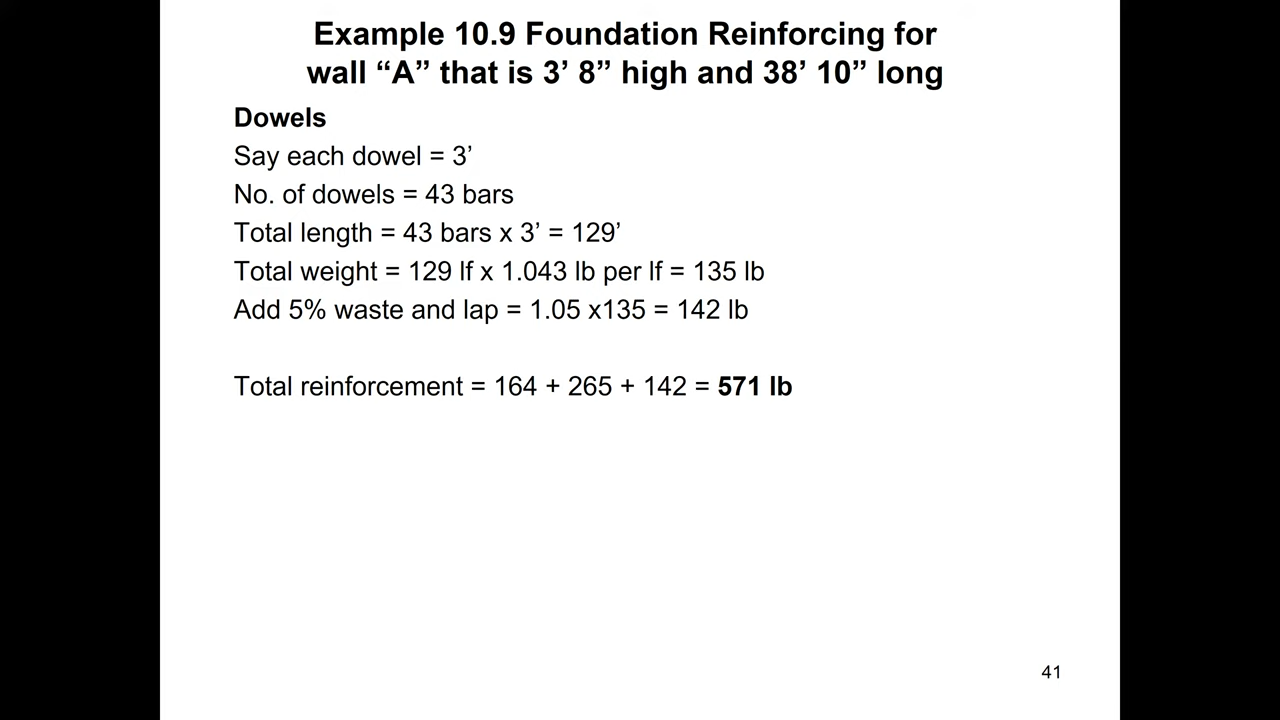 Example 10.9 Foundation Reinforcing for
wall “A” that is 3’ 8” high and 38’ 10” long
Dowels
Say each dowel = 3’
No. of dowels = 43 bars
Total length = 43 bars x 3’ = 129’
Total weight = 129 lf x 1.043 lb per lf = 135 lb
Add 5% waste and lap = 1.05 x135 = 142 lb
Total reinforcement = 164 + 265 + 142 = 571 lb
41